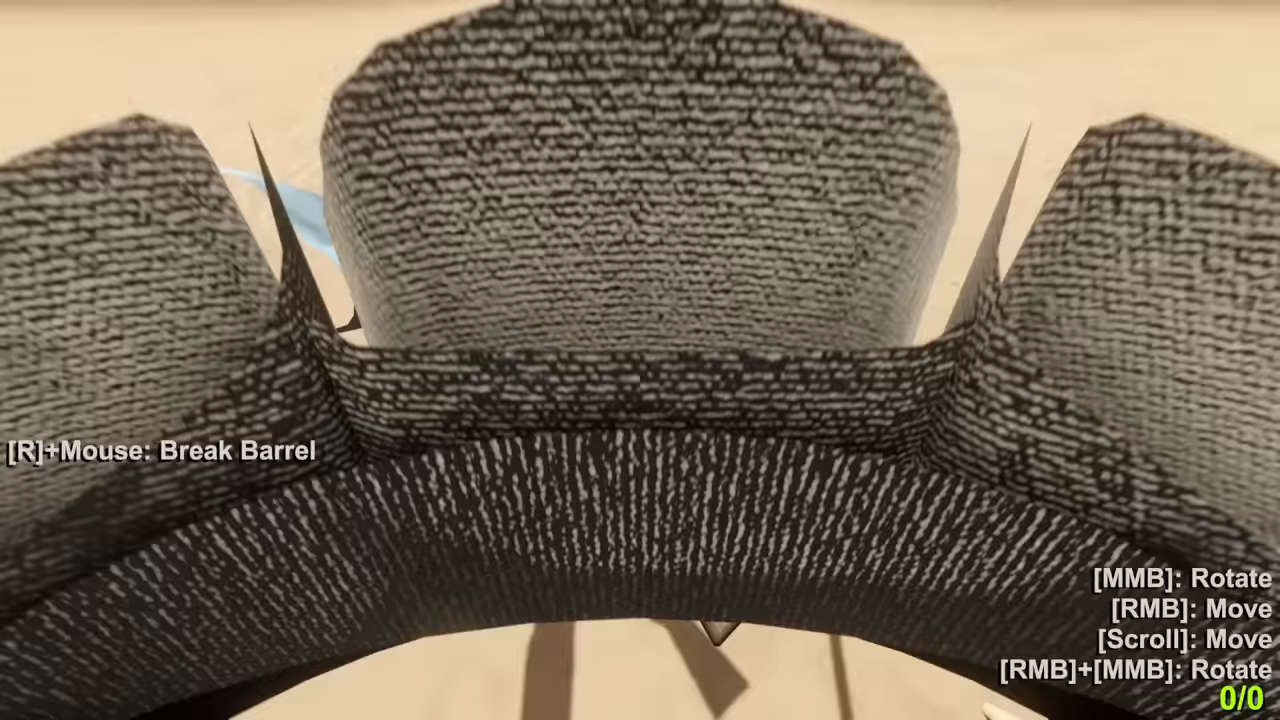 [R]+Mouse: Break Barrel
[MMB]: Rotate
[RMB]: Move
[Scroll]: Move
[RMB]+[MMB]: Rotate
0/0